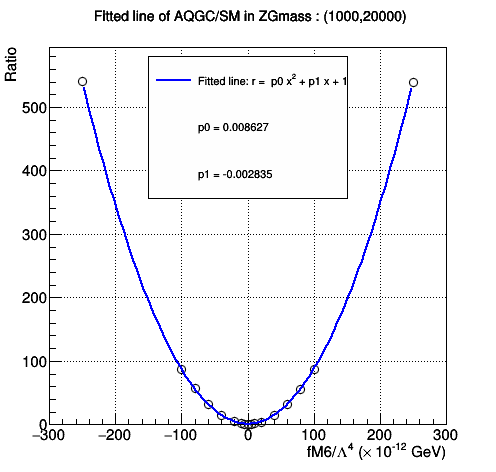 FItted line of AQGC/SM in ZGmass : (1000,20000)
Ratio
Fitted line: r = p0 x² + p1 x + 1
p0 = 0.008627
p1 = -0.002835
500
400
300
200
100
0
−300 −200 −100 0 100 200 300
fM6/Λ⁴ (× 10⁻¹² GeV)